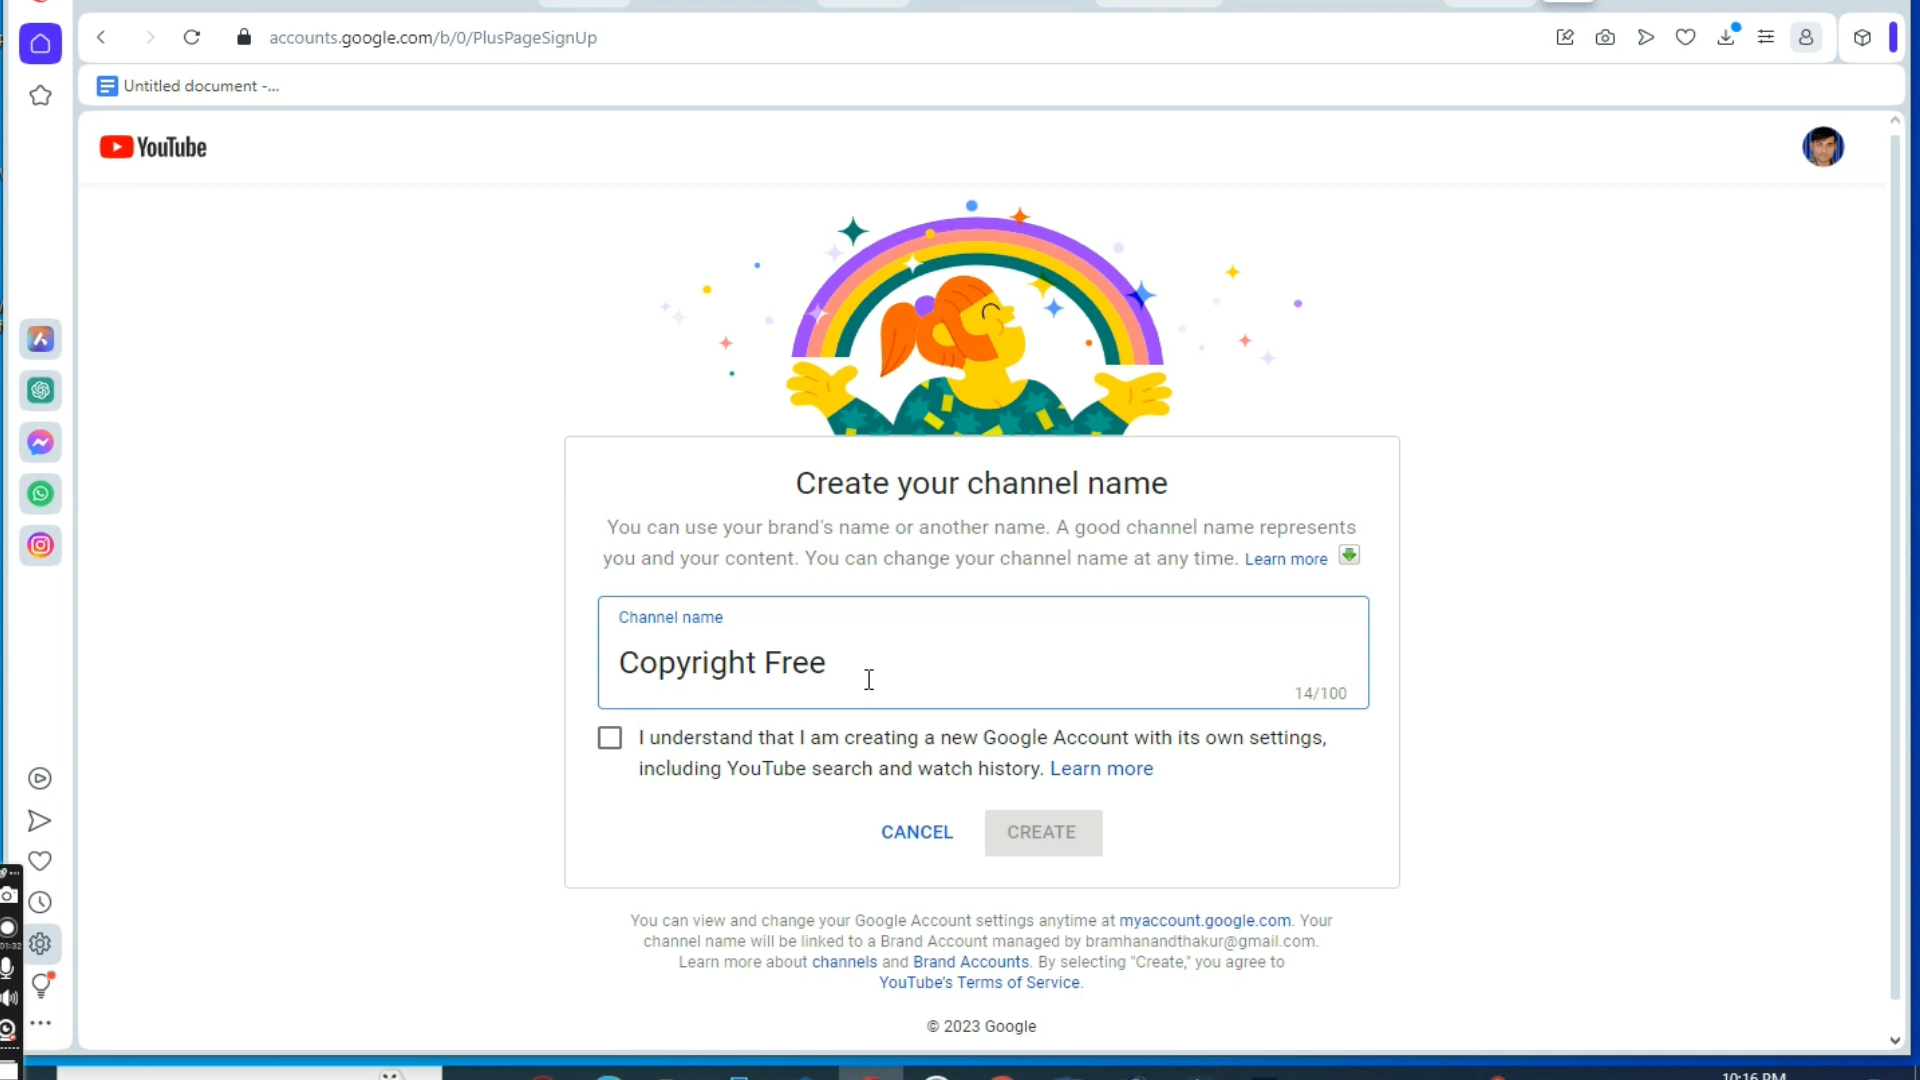 accounts.google.com/b/0/PlusPageSignUp
Untitled document -...
YouTube
Create your channel name
You can use your brand's name or another name. A good channel name represents
you and your content. You can change your channel name at any time. Learn more
Channel name
Copyright Free
14/100
I understand that I am creating a new Google Account with its own settings,
including YouTube search and watch history. Learn more
CANCEL
CREATE
You can view and change your Google Account settings anytime at myaccount.google.com. Your
channel name will be linked to a Brand Account managed by bramhanandthakur@gmail.com.
Learn more about channels and Brand Accounts. By selecting "Create," you agree to
YouTube's Terms of Service.
© 2023 Google
01:32
10:16 PM